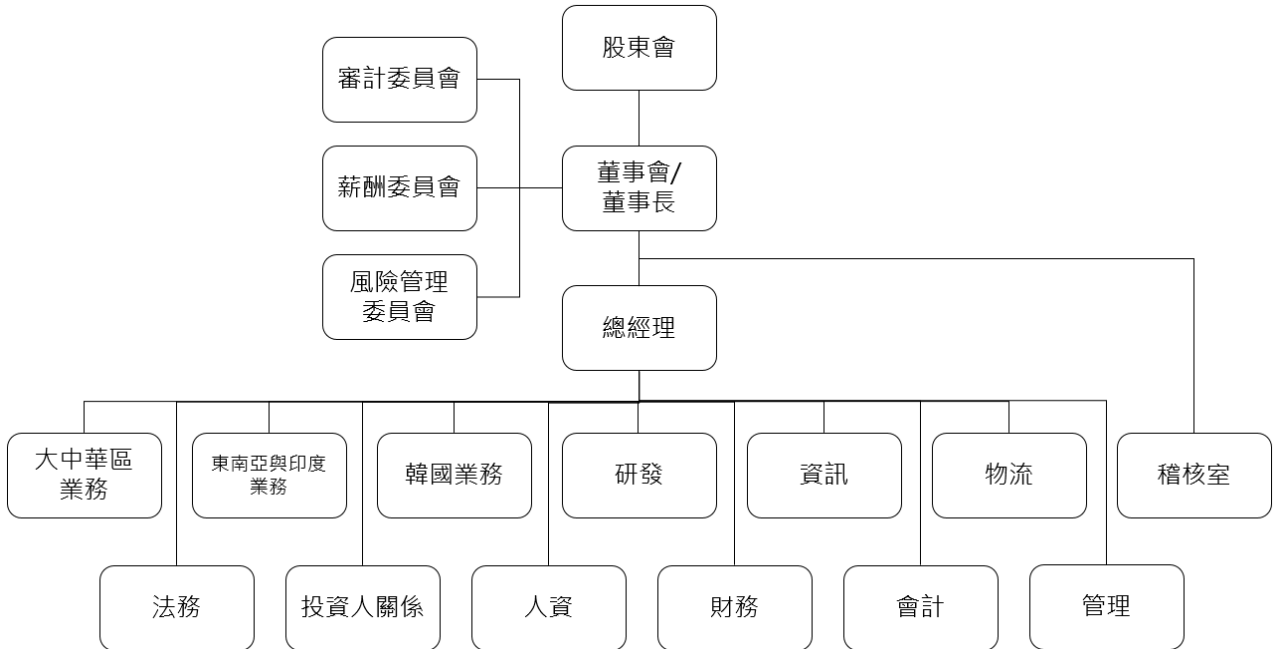 股東會
審計委員會
董事會/
董事長
薪酬委員會
風險管理
委員會
總經理
大中華區
業務
東南亞與印度
業務
韓國業務
研發
資訊
物流
稽核室
法務
投資人關係
人資
財務
會計
管理